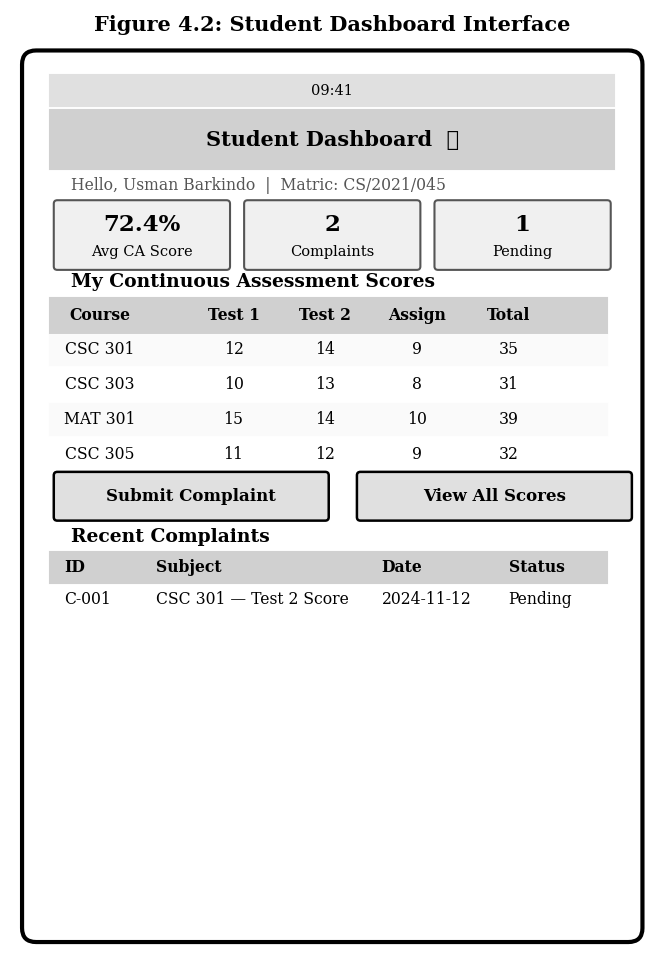 Figure 4.2: Student Dashboard Interface
09:41
Student Dashboard
Hello, Usman Barkindo | Matric: CS/2021/045
72.4% 2 1
Avg CA Score Complaints Pending
My Continuous Assessment Scores
Course Test 1 Test 2 Assign Total
CSC 301 12 14 9 35
CSC 303 10 13 8 31
MAT 301 15 14 10 39
CSC 305 11 12 9 32
Submit Complaint View All Scores
Recent Complaints
ID Subject Date Status
C-001 CSC 301 — Test 2 Score 2024-11-12 Pending